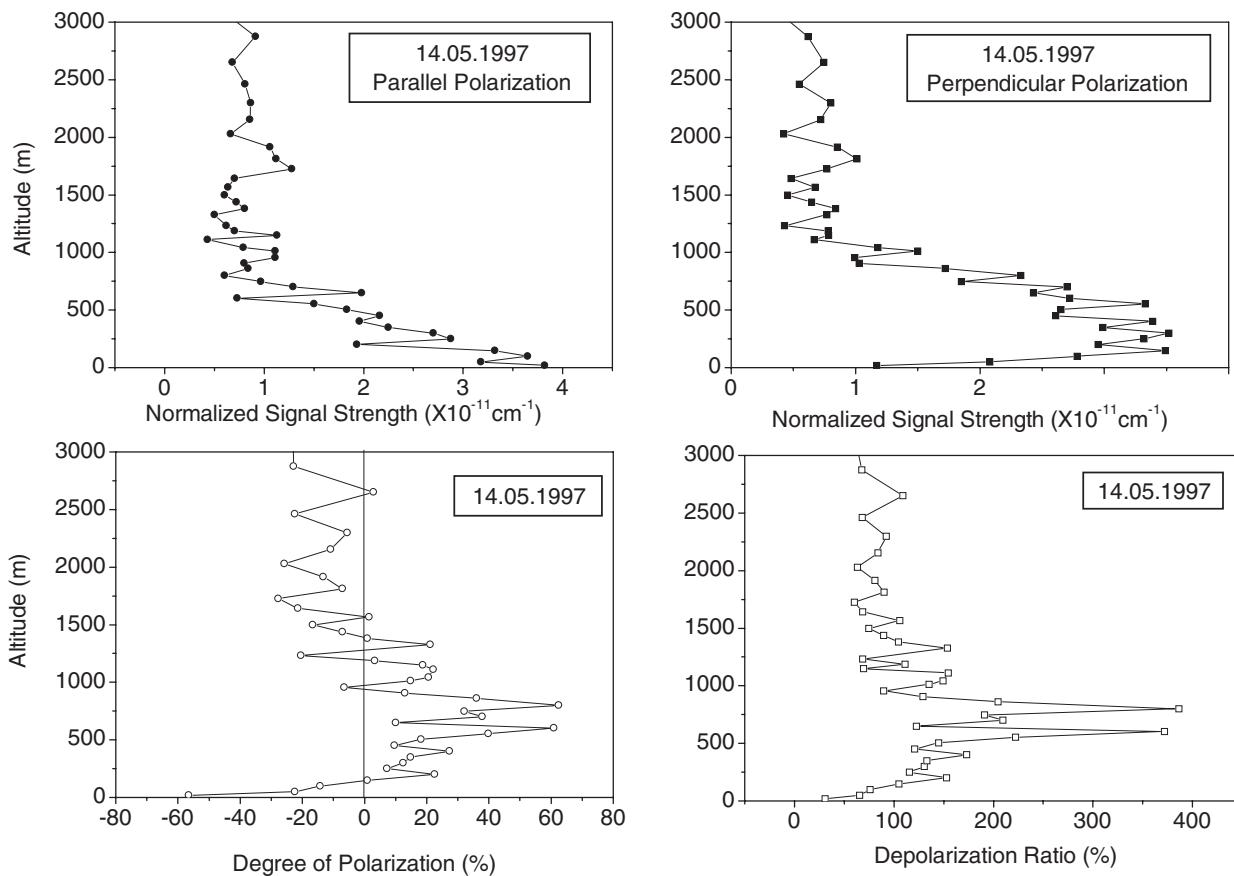 3000
2500
2000
1500
1000
500
0
Altitude (m)
14.05.1997
Parallel Polarization
0 1 2 3 4
Normalized Signal Strength (X10⁻¹¹cm⁻¹)
3000
2500
2000
1500
1000
500
0
14.05.1997
Perpendicular Polarization
0 1 2
Normalized Signal Strength (X10⁻¹¹cm⁻¹)
3000
2500
2000
1500
1000
500
0
Altitude (m)
14.05.1997
-80 -60 -40 -20 0 20 40 60 80
Degree of Polarization (%)
3000
2500
2000
1500
1000
500
0
14.05.1997
0 100 200 300 400
Depolarization Ratio (%)